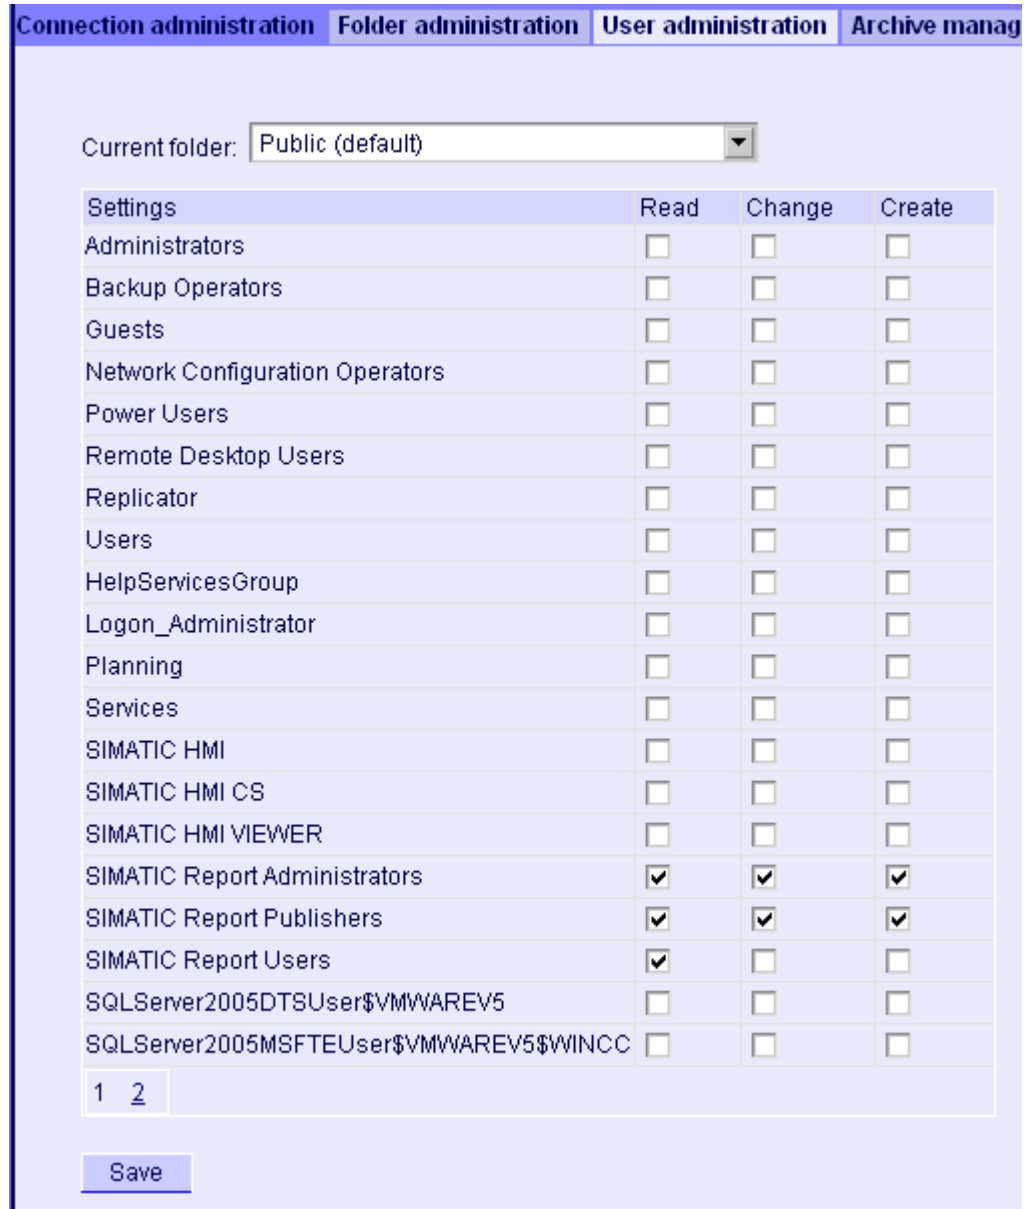 Connection administration Folder administration User administration Archive manag
Current folder: Public (default)
Settings Read Change Create
Administrators
Backup Operators
Guests
Network Configuration Operators
Power Users
Remote Desktop Users
Replicator
Users
HelpServicesGroup
Logon_Administrator
Planning
Services
SIMATIC HMI
SIMATIC HMI CS
SIMATIC HMI VIEWER
SIMATIC Report Administrators
SIMATIC Report Publishers
SIMATIC Report Users
SQLServer2005DTSUser$VMWAREV5
SQLServer2005MSFTEUser$VMWAREV5$WINCC
1 2
Save